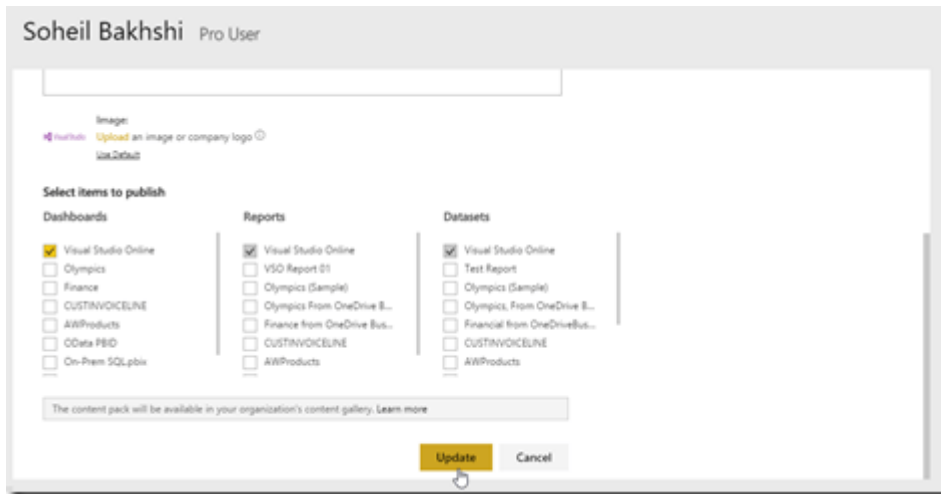 Soheil Bakhshi Pro User
Image:
Upload an image or company logo
Use Default
Select items to publish
Dashboards
Visual Studio Online
Olympics
Finance
CUSTINVOICELINE
AWProducts
OData PBID
On-Prem SQL.pbix
Reports
Visual Studio Online
VSO Report 01
Olympics (Sample)
Olympics From OneDrive B...
Finance from OneDrive Bus...
CUSTINVOICELINE
AWProducts
Datasets
Visual Studio Online
Test Report
Olympics (Sample)
Olympics, From OneDrive B...
Financial from OneDriveBus...
CUSTINVOICELINE
AWProducts
The content pack will be available in your organization's content gallery. Learn more
Update
Cancel